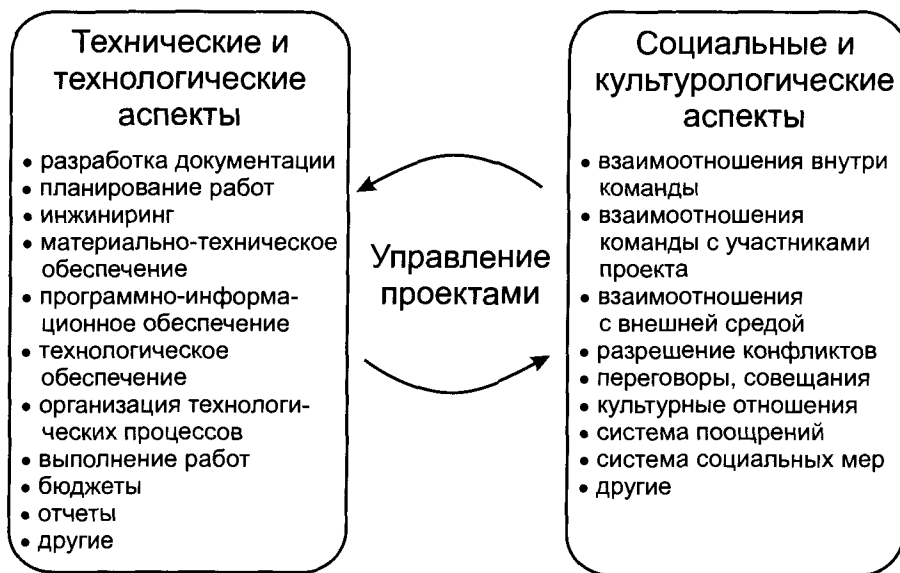 Технические и
технологические
аспекты
• разработка документации
• планирование работ
• инжиниринг
• материально-техническое
обеспечение
• программно-информа-
ционное обеспечение
• технологическое
обеспечение
• организация технологи-
ческих процессов
• выполнение работ
• бюджеты
• отчеты
• другие
Управление
проектами
Социальные и
культурологические
аспекты
• взаимоотношения внутри
команды
• взаимоотношения
команды с участниками
проекта
• взаимоотношения
с внешней средой
• разрешение конфликтов
• переговоры, совещания
• культурные отношения
• система поощрений
• система социальных мер
• другие